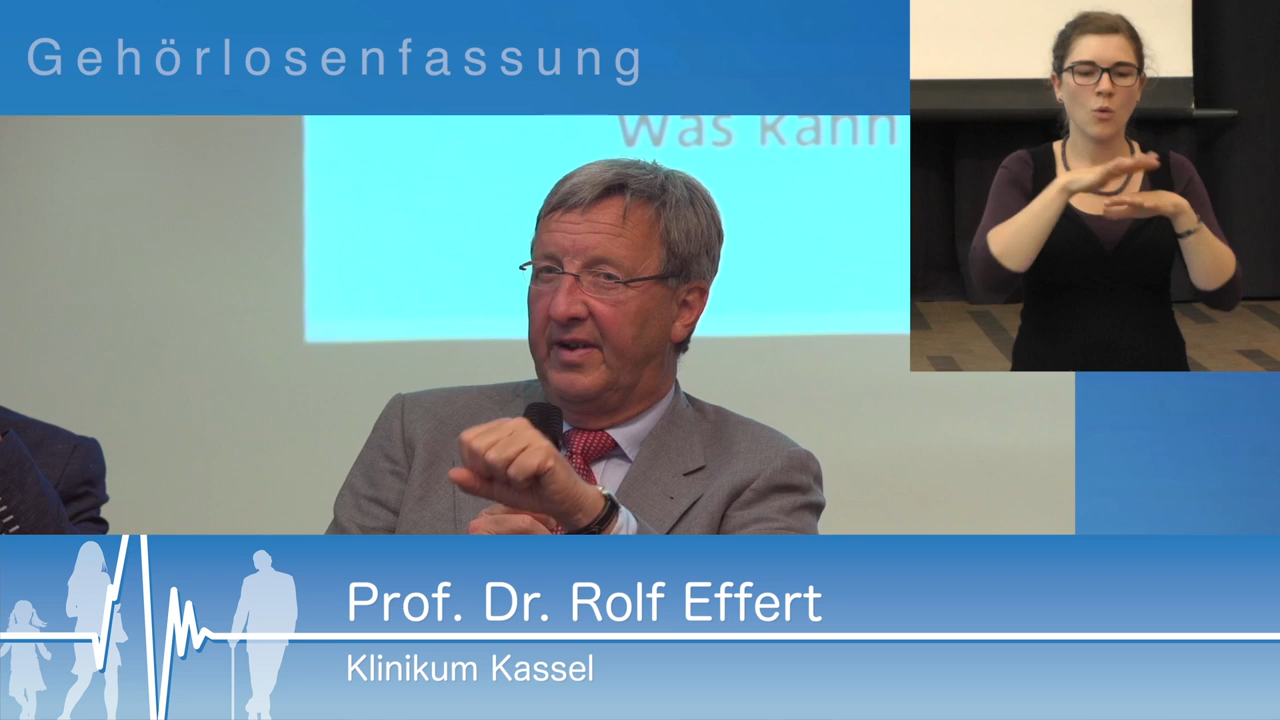 Gehörlosenfassung
Was kann
Prof. Dr. Rolf Effert
Klinikum Kassel